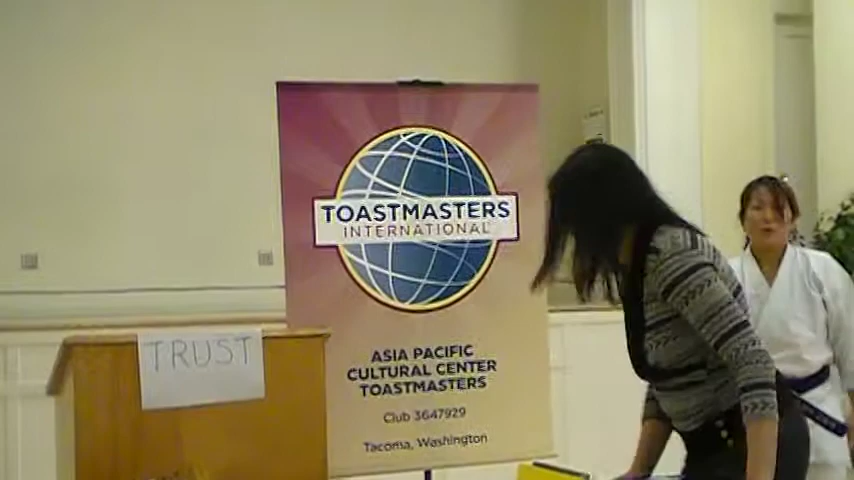 TOASTMASTERS
INTERNATIONAL
TRUST
ASIA PACIFIC
CULTURAL CENTER
TOASTMASTERS
Club 3647929
Tacoma, Washington